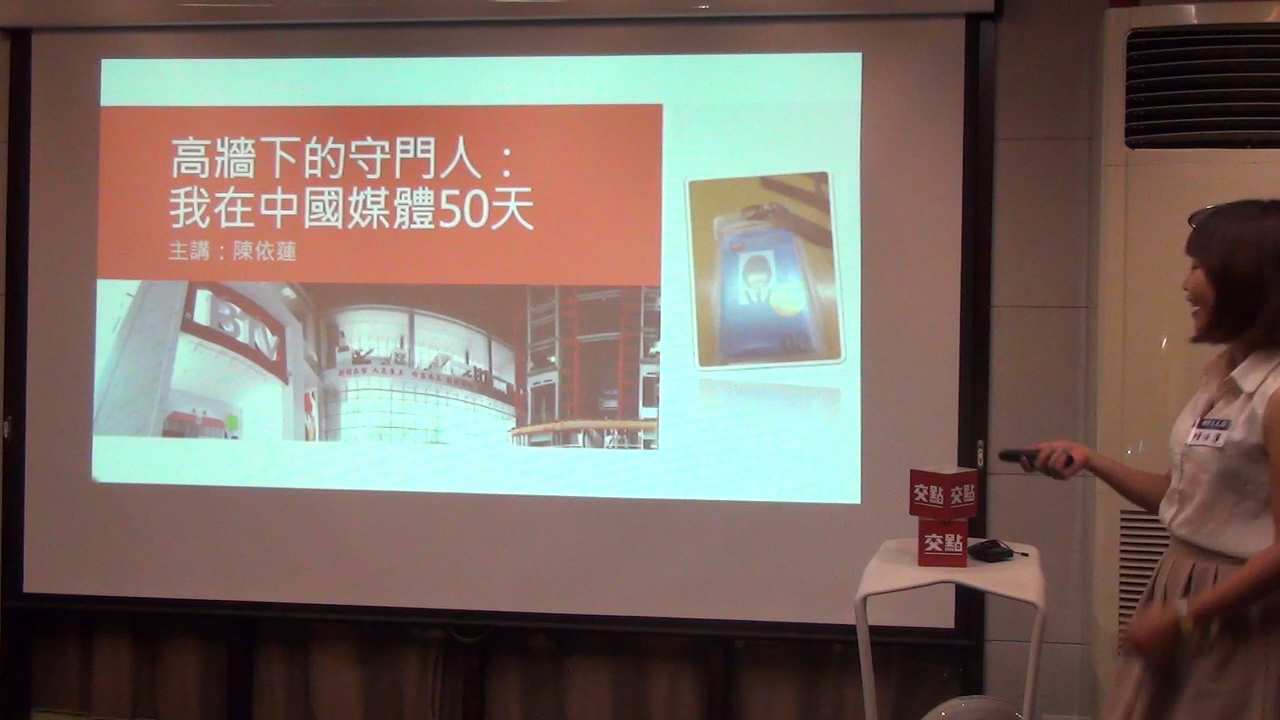 高牆下的守門人：
我在中國媒體50天
主講：陳依蓮
交點 交點
交點